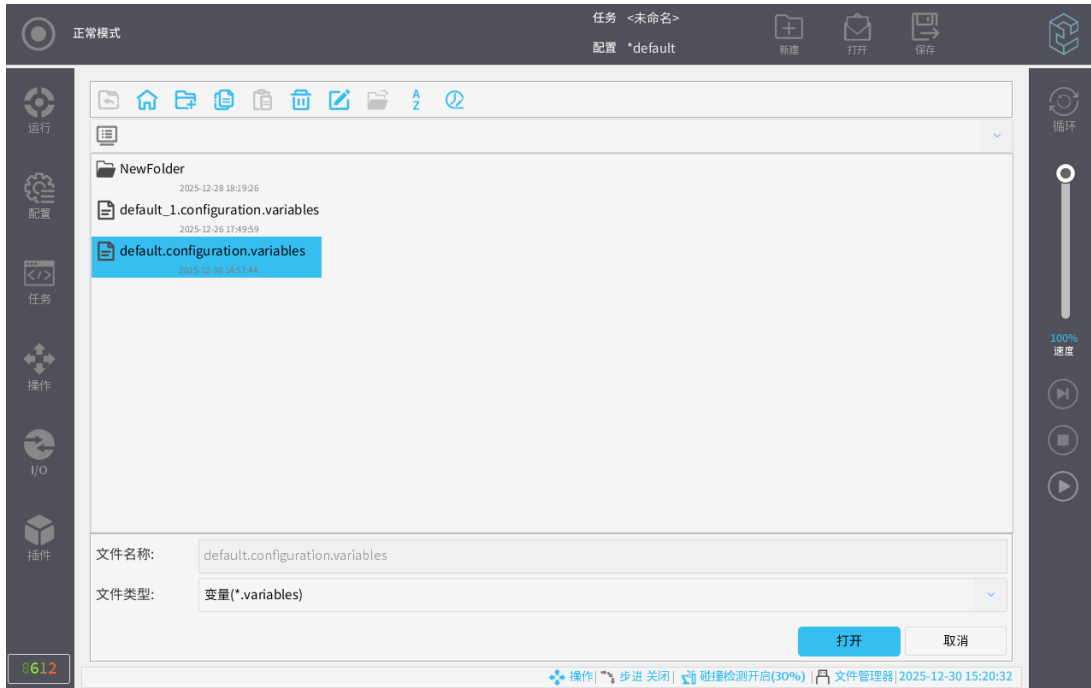 正常模式
任务 <未命名>
配置 *default
新建
打开
保存
运行
配置
任务
操作
I/O
插件
8612
A
Z
NewFolder
2025-12-28 18:19:26
default_1.configuration.variables
2025-12-26 17:49:59
default.configuration.variables
2025-12-30 14:57:44
文件名称: default.configuration.variables
文件类型: 变量(*.variables)
打开 取消
循环
100%
速度
操作| 步进 关闭| 碰撞检测开启(30%) | 文件管理器|2025-12-30 15:20:32